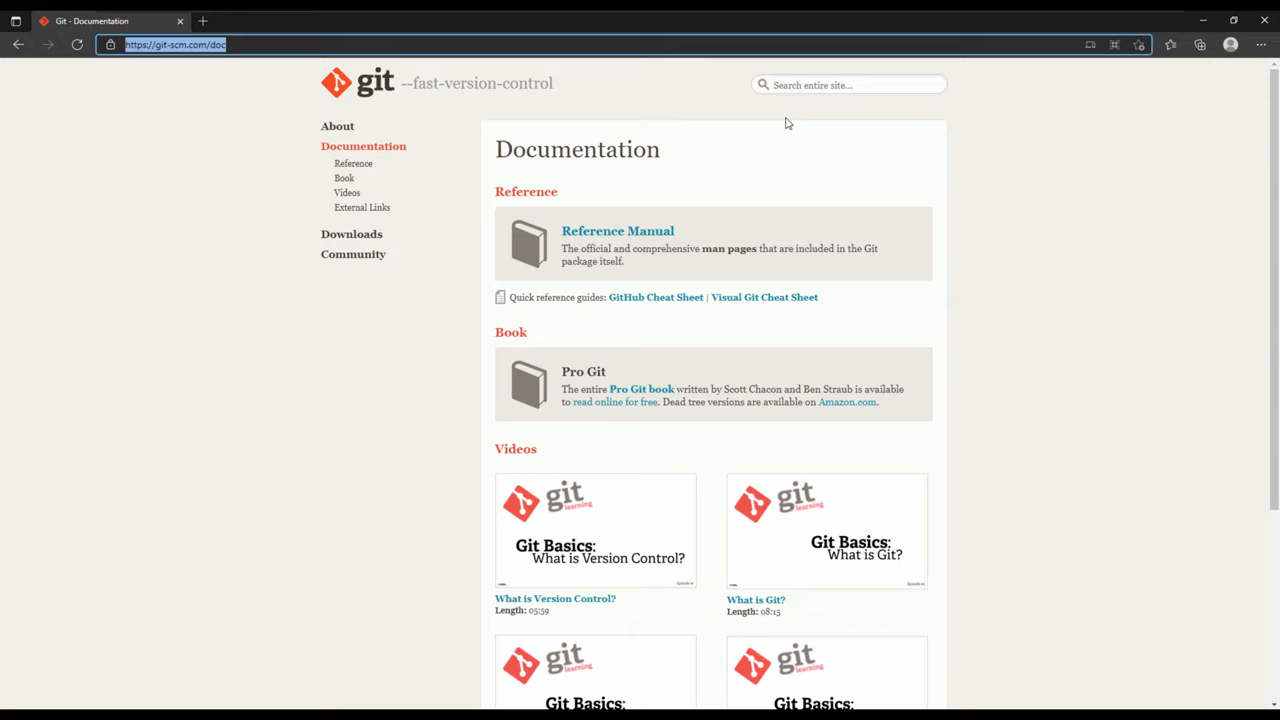 Git - Documentation
https://git-scm.com/doc
git --fast-version-control
Search entire site...
About
Documentation
Reference
Book
Videos
External Links
Downloads
Community
Documentation
Reference
Reference Manual
The official and comprehensive man pages that are included in the Git
package itself.
Quick reference guides: GitHub Cheat Sheet | Visual Git Cheat Sheet
Book
Pro Git
The entire Pro Git book written by Scott Chacon and Ben Straub is available
to read online for free. Dead tree versions are available on Amazon.com.
Videos
git
learning
Git Basics:
What is Version Control?
What is Version Control?
Length: 05:59
git
learning
Git Basics:
What is Git?
What is Git?
Length: 08:15
git
learning
Git Basics:
git
learning
Git Basics: